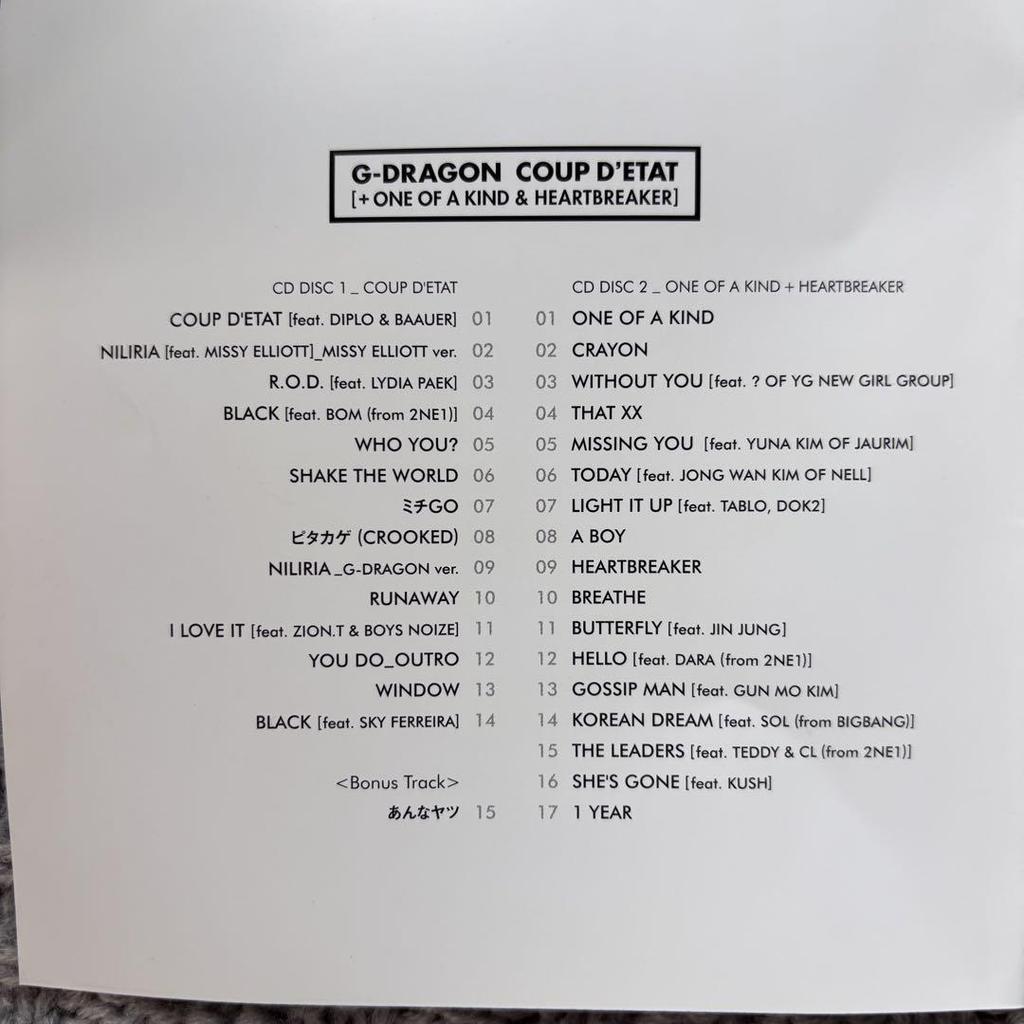 G-DRAGON COUP D'ETAT
[+ ONE OF A KIND & HEARTBREAKER]
CD DISC 1 _ COUP D'ETAT
COUP D'ETAT [feat. DIPLO & BAAUER] 01
NILIRIA [feat. MISSY ELLIOTT]_MISSY ELLIOTT ver. 02
R.O.D. [feat. LYDIA PAEK] 03
BLACK [feat. BOM (from 2NE1)] 04
WHO YOU? 05
SHAKE THE WORLD 06
ミチGO 07
ピタカゲ (CROOKED) 08
NILIRIA _G-DRAGON ver. 09
RUNAWAY 10
I LOVE IT [feat. ZION.T & BOYS NOIZE] 11
YOU DO_OUTRO 12
WINDOW 13
BLACK [feat. SKY FERREIRA] 14
<Bonus Track>
あんなヤツ 15
CD DISC 2 _ ONE OF A KIND + HEARTBREAKER
01 ONE OF A KIND
02 CRAYON
03 WITHOUT YOU [feat. ? OF YG NEW GIRL GROUP]
04 THAT XX
05 MISSING YOU [feat. YUNA KIM OF JAURIM]
06 TODAY [feat. JONG WAN KIM OF NELL]
07 LIGHT IT UP [feat. TABLO, DOK2]
08 A BOY
09 HEARTBREAKER
10 BREATHE
11 BUTTERFLY [feat. JIN JUNG]
12 HELLO [feat. DARA (from 2NE1)]
13 GOSSIP MAN [feat. GUN MO KIM]
14 KOREAN DREAM [feat. SOL (from BIGBANG)]
15 THE LEADERS [feat. TEDDY & CL (from 2NE1)]
16 SHE'S GONE [feat. KUSH]
17 1 YEAR